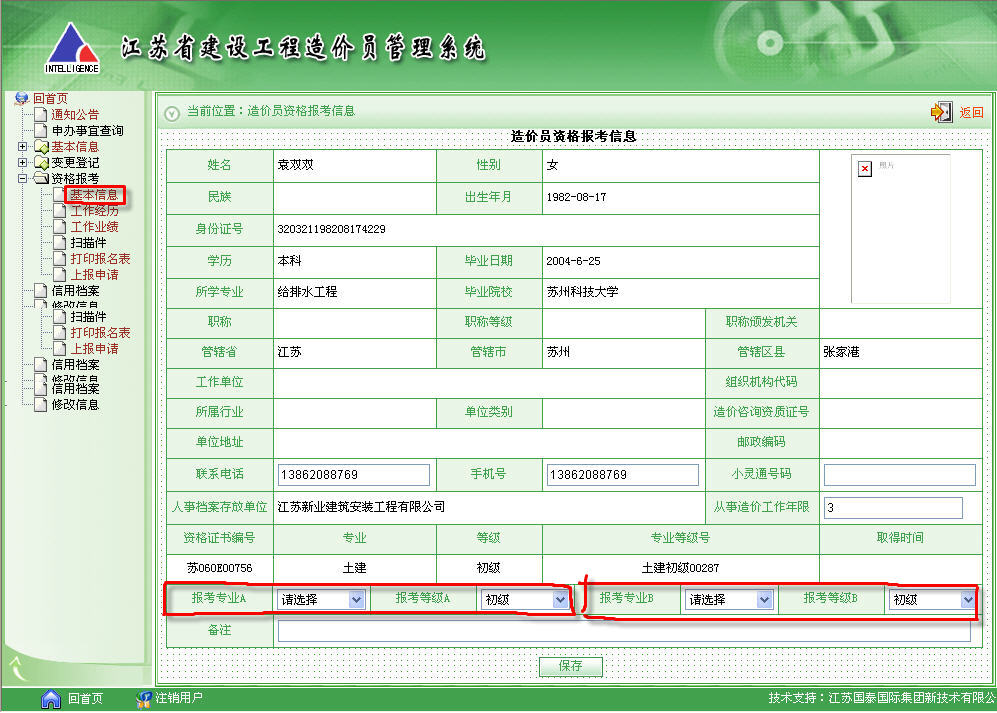 江苏省建设工程造价员管理系统
INTELLIGENCE
回首页
通知公告
申办事宜查询
基本信息
变更登记
资格报考
基本信息
工作经历
工作业绩
扫描件
打印报名表
上报申请
信用档案
修改信息
扫描件
打印报名表
上报申请
信用档案
修改信息
信用档案
修改信息
当前位置：造价员资格报考信息 返回
造价员资格报考信息
姓名 袁双双 性别 女 照片
民族 出生年月 1982-08-17
身份证号 320321198208174229
学历 本科 毕业日期 2004-6-25
所学专业 给排水工程 毕业院校 苏州科技大学
职称 职称等级 职称颁发机关
管辖省 江苏 管辖市 苏州 管辖区县 张家港
工作单位 组织机构代码
所属行业 单位类别 造价咨询资质证号
单位地址 邮政编码
联系电话 13862088769 手机号 13862088769 小灵通号码
人事档案存放单位 江苏新业建筑安装工程有限公司 从事造价工作年限 3
资格证书编号 专业 等级 专业等级号 取得时间
苏060E00756 土建 初级 土建初级00287
报考专业A 请选择 报考等级A 初级 报考专业B 请选择 报考等级B 初级
备注
保存
回首页 注销用户 技术支持：江苏国泰国际集团新技术有限公